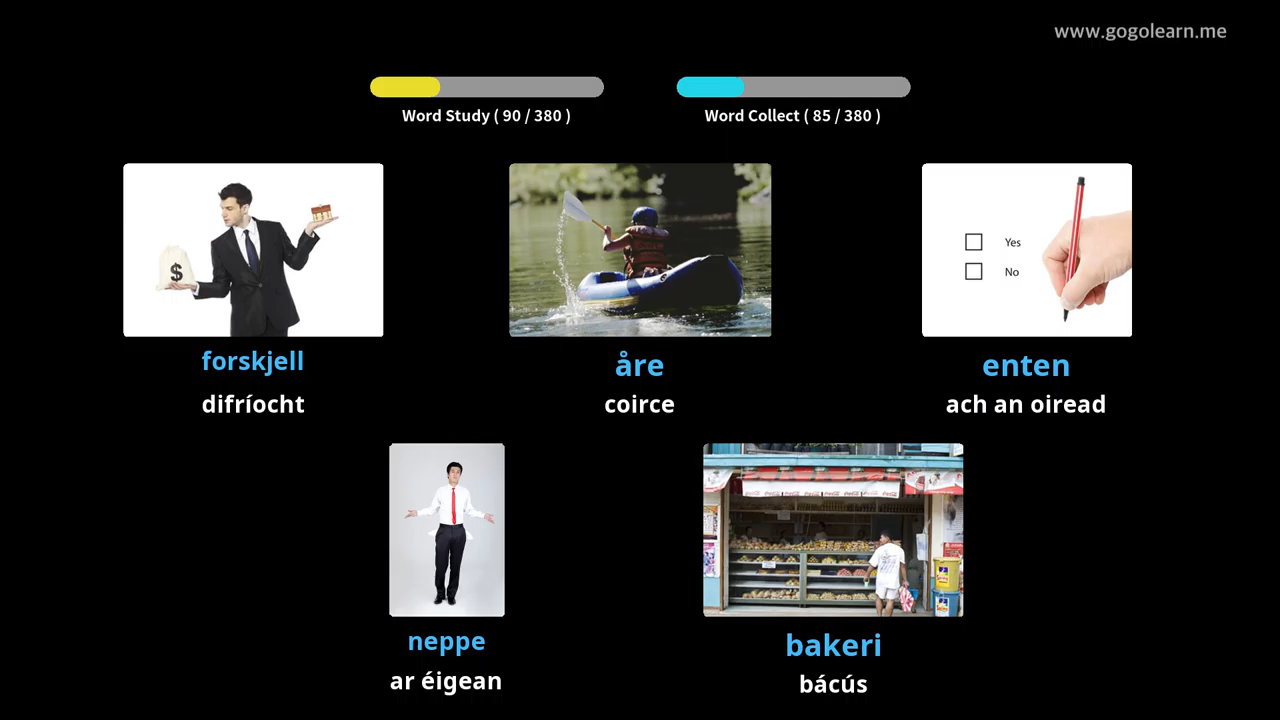 www.gogolearn.me
Word Study ( 90 / 380 )
Word Collect ( 85 / 380 )
$
Yes
No
forskjell
åre
enten
difríocht
coirce
ach an oiread
neppe
bakeri
ar éigean
bácús